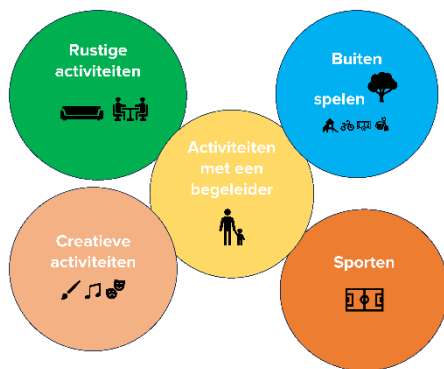 Rustige
activiteiten
Buiten
spelen
Activiteiten
met een
begeleider
Creatieve
activiteiten
Sporten